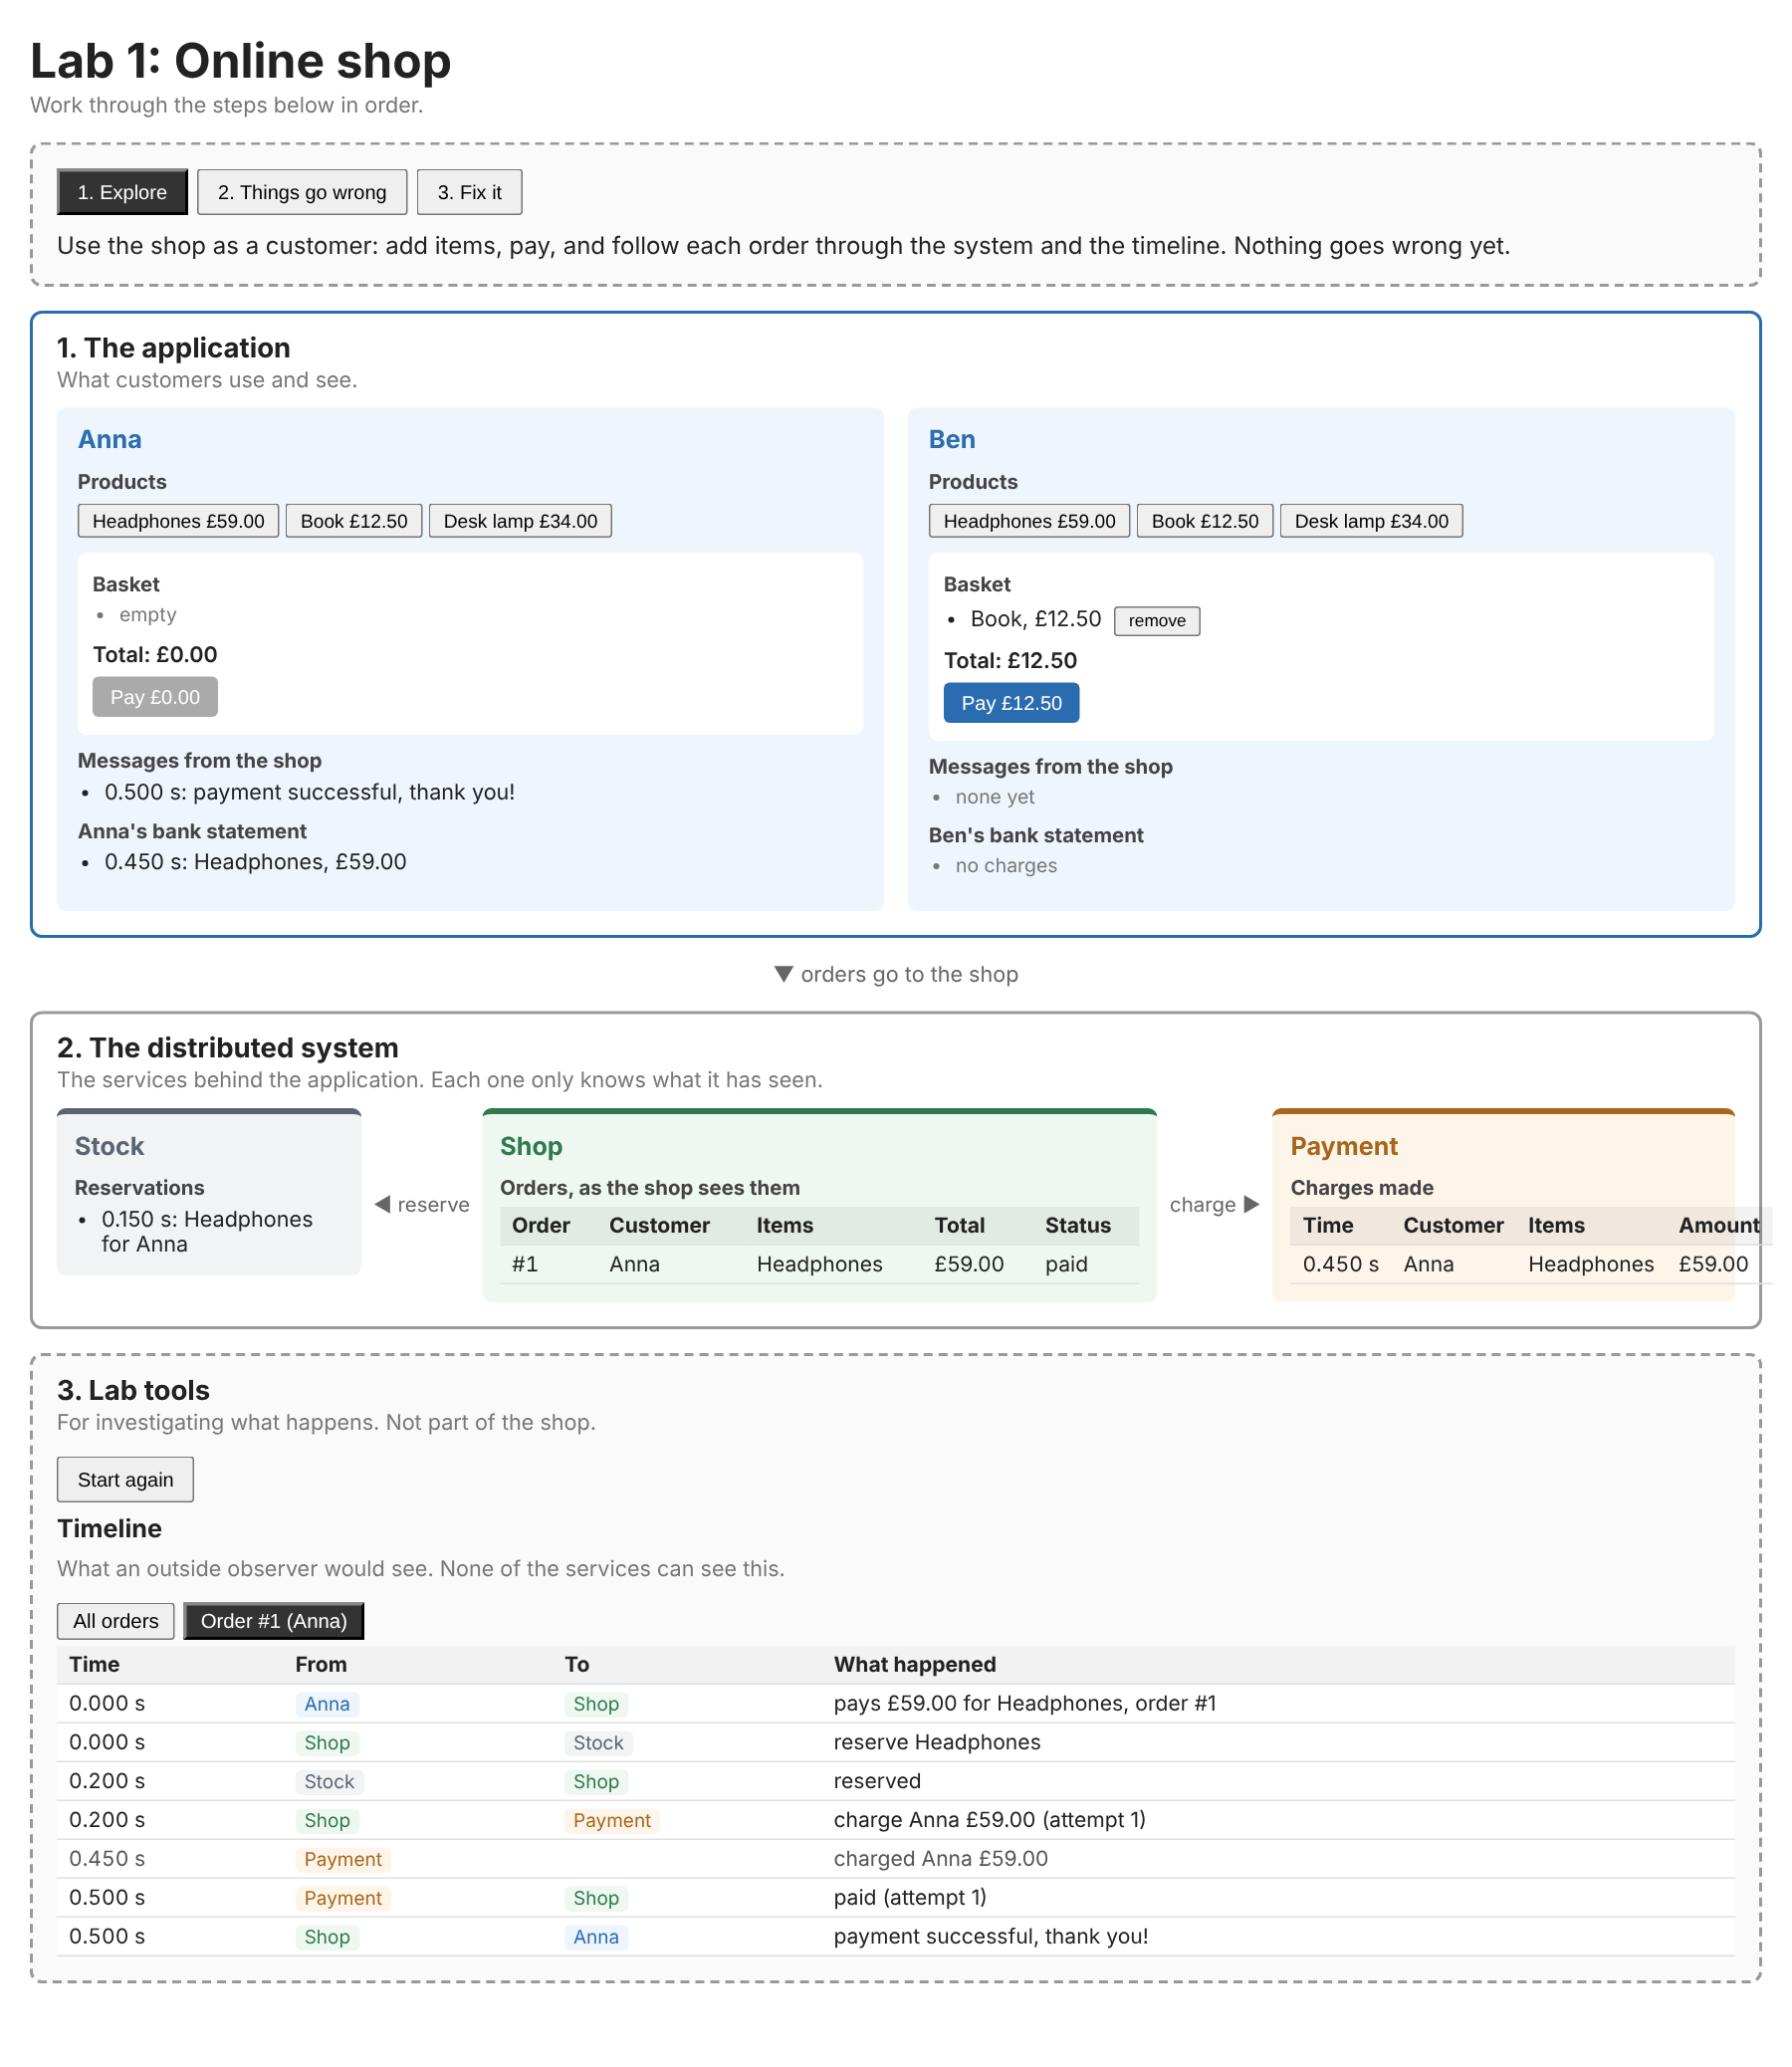 Lab 1: Online shop
Work through the steps below in order.
1. Explore 2. Things go wrong 3. Fix it
Use the shop as a customer: add items, pay, and follow each order through the system and the timeline. Nothing goes wrong yet.
1. The application
What customers use and see.
Anna
Products
Headphones £59.00 Book £12.50 Desk lamp £34.00
Basket
• empty
Total: £0.00
Pay £0.00
Messages from the shop
• 0.500 s: payment successful, thank you!
Anna's bank statement
• 0.450 s: Headphones, £59.00
Ben
Products
Headphones £59.00 Book £12.50 Desk lamp £34.00
Basket
• Book, £12.50 remove
Total: £12.50
Pay £12.50
Messages from the shop
• none yet
Ben's bank statement
• no charges
▼ orders go to the shop
2. The distributed system
The services behind the application. Each one only knows what it has seen.
Stock
Reservations
• 0.150 s: Headphones
for Anna
◀ reserve
Shop
Orders, as the shop sees them
Order Customer Items Total Status
#1 Anna Headphones £59.00 paid
charge ▶
Payment
Charges made
Time Customer Items Amount
0.450 s Anna Headphones £59.00
3. Lab tools
For investigating what happens. Not part of the shop.
Start again
Timeline
What an outside observer would see. None of the services can see this.
All orders Order #1 (Anna)
Time From To What happened
0.000 s Anna Shop pays £59.00 for Headphones, order #1
0.000 s Shop Stock reserve Headphones
0.200 s Stock Shop reserved
0.200 s Shop Payment charge Anna £59.00 (attempt 1)
0.450 s Payment charged Anna £59.00
0.500 s Payment Shop paid (attempt 1)
0.500 s Shop Anna payment successful, thank you!